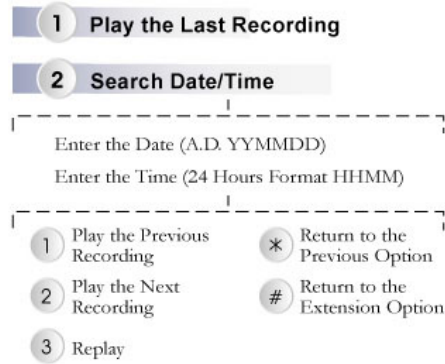 1 Play the Last Recording
2 Search Date/Time
Enter the Date (A.D. YYMMDD)
Enter the Time (24 Hours Format HHMM)
1 Play the Previous
Recording
2 Play the Next
Recording
3 Replay
* Return to the
Previous Option
# Return to the
Extension Option